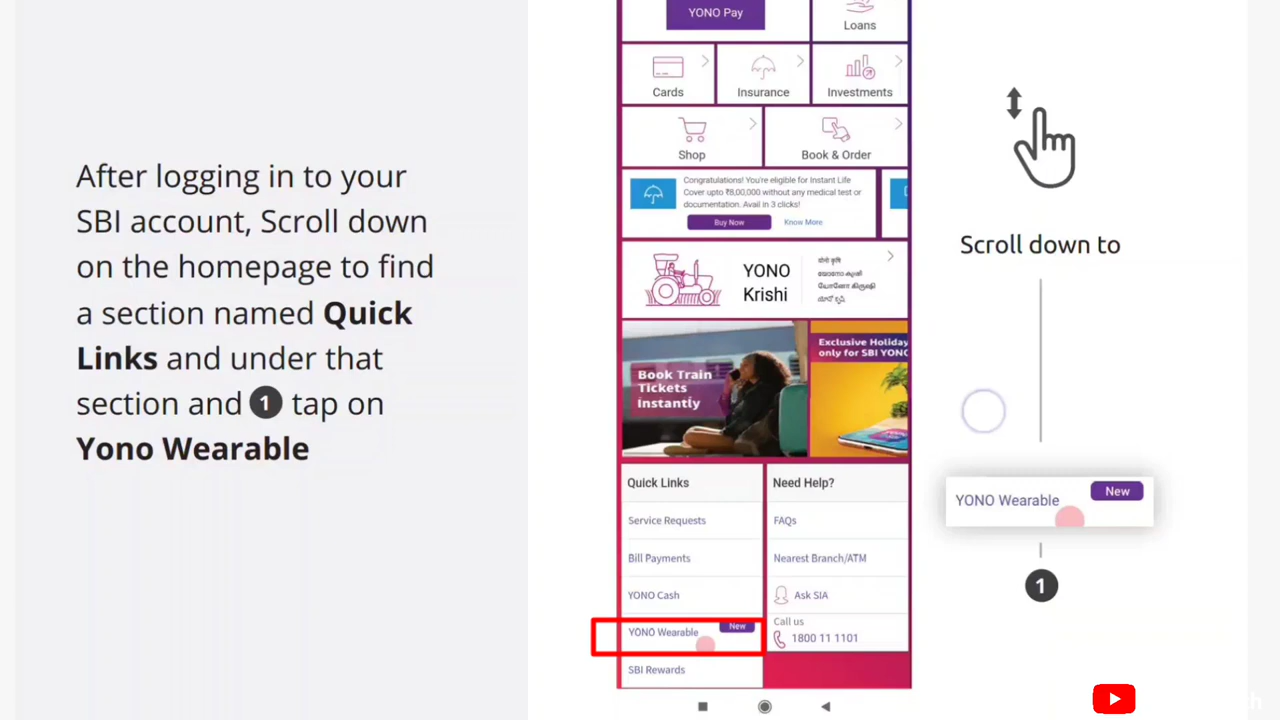 After logging in to your
SBI account, Scroll down
on the homepage to find
a section named Quick
Links and under that
section and 1 tap on
Yono Wearable
YONO Pay
Loans
Cards
Insurance
Investments
Shop
Book & Order
Congratulations! You're eligible for Instant Life
Cover upto ₹8,00,000 without any medical test or
documentation. Avail in 3 clicks!
Buy Now
Know More
YONO
Krishi
Book Train
Tickets
Instantly
Exclusive Holiday
only for SBI YONO
Quick Links
Service Requests
Bill Payments
YONO Cash
YONO Wearable
New
SBI Rewards
Need Help?
FAQs
Nearest Branch/ATM
Ask SIA
Call us
1800 11 1101
Scroll down to
YONO Wearable
New
1